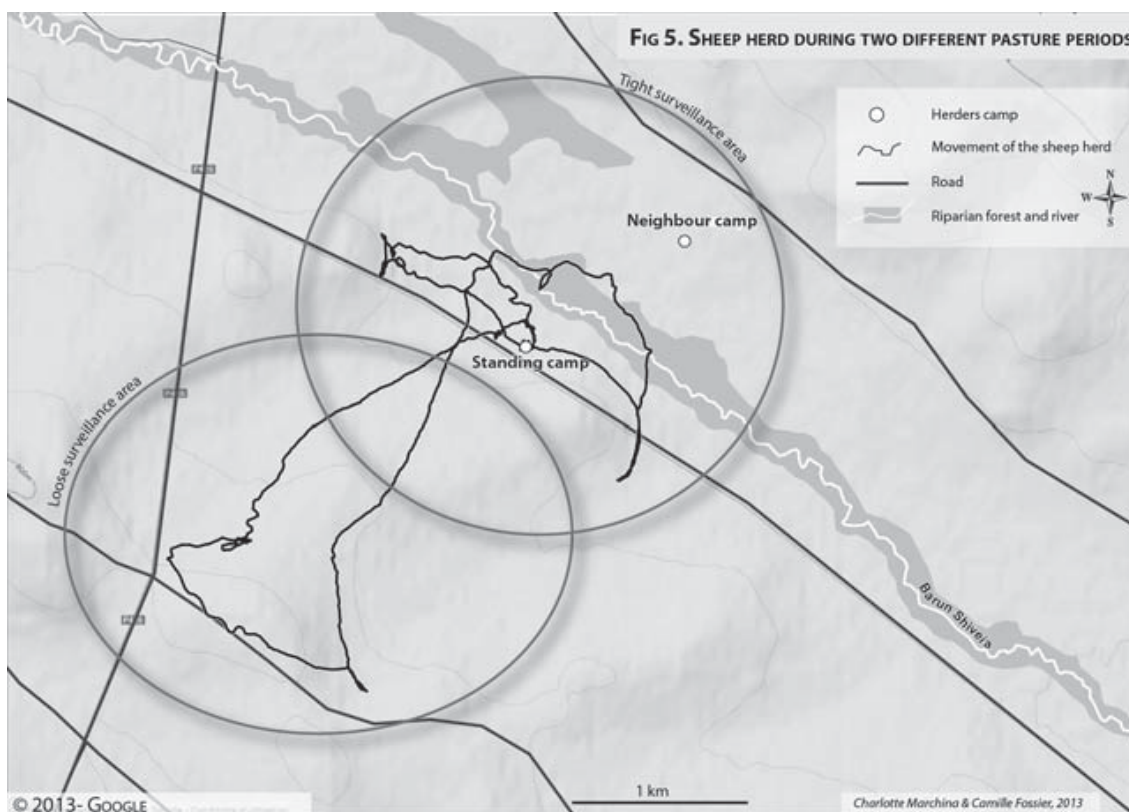 FIG 5. SHEEP HERD DURING TWO DIFFERENT PASTURE PERIODS
Tight surveillance area
Herders camp
Movement of the sheep herd
Road
Riparian forest and river
N
W
S
Neighbour camp
Standing camp
Loose surveillance area
Barun Shiveia
1 km
© 2013- GOOGLE
Charlotte Marchina & Camille Fossier, 2013